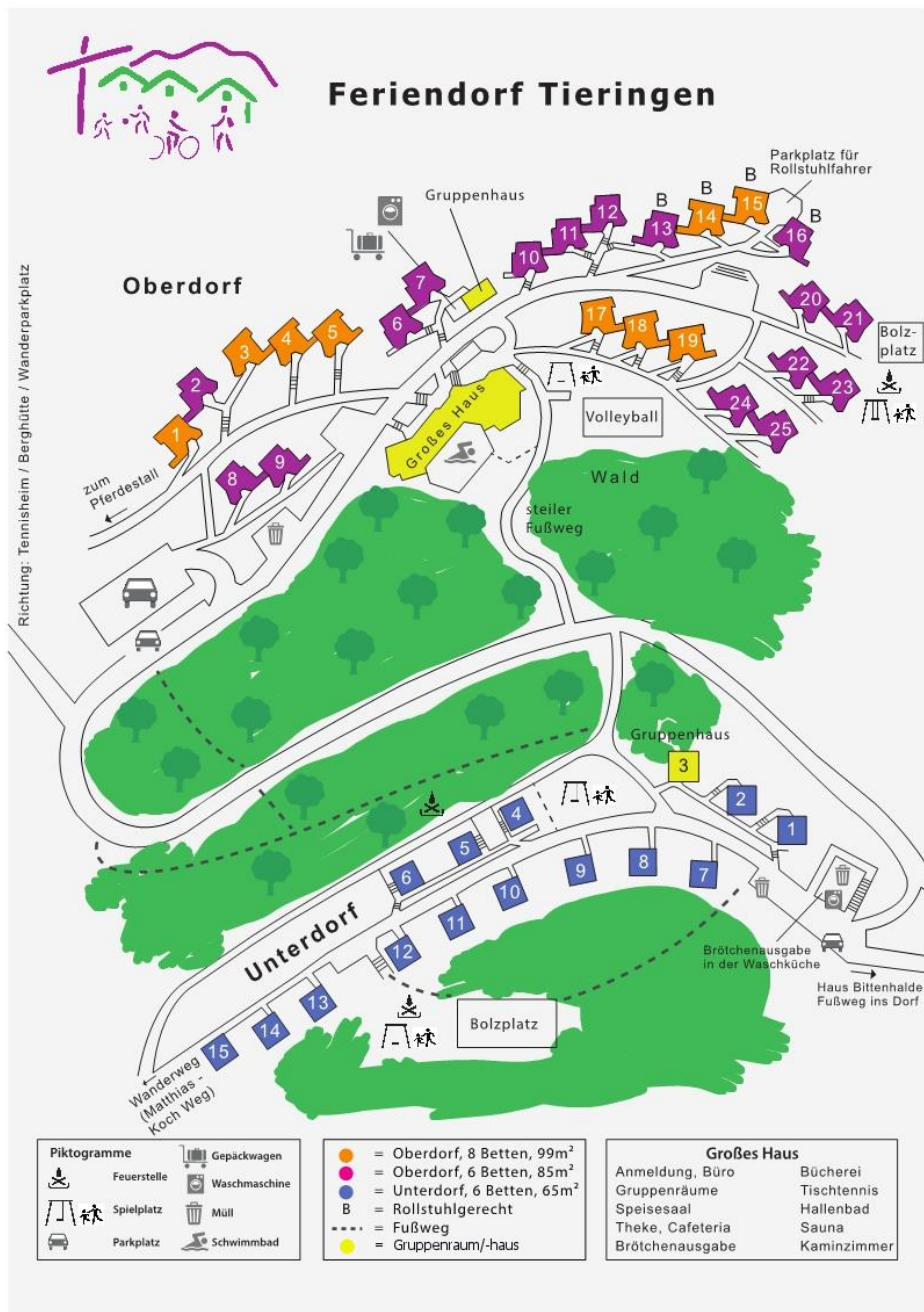 Feriendorf Tieringen
Parkplatz für
Rollstuhlfahrer
Gruppenhaus
Oberdorf
B
B
B
B
12
11
10
13
14
15
16
7
6
5
4
3
2
1
8
9
17
18
19
20
21
22
23
24
25
Bolz-
platz
Volleyball
Großes Haus
zum
Pferdestall
Richtung: Tennisheim / Berghütte / Wanderparkplatz
Wald
steiler
Fußweg
Gruppenhaus
3
2
1
4
5
6
7
8
9
10
11
12
13
14
15
Unterdorf
Brötchenausgabe
in der Waschküche
Haus Bittenhalde
Fußweg ins Dorf
Bolzplatz
Wanderweg
(Matthias -
Koch Weg)
Piktogramme
Feuerstelle
Spielplatz
Parkplatz
Gepäckwagen
Waschmaschine
Müll
Schwimmbad
= Oberdorf, 8 Betten, 99m²
= Oberdorf, 6 Betten, 85m²
= Unterdorf, 6 Betten, 65m²
B = Rollstuhlgerecht
= Fußweg
= Gruppenraum/-haus
Großes Haus
Anmeldung, Büro Bücherei
Gruppenräume Tischtennis
Speisesaal Hallenbad
Theke, Cafeteria Sauna
Brötchenausgabe Kaminzimmer